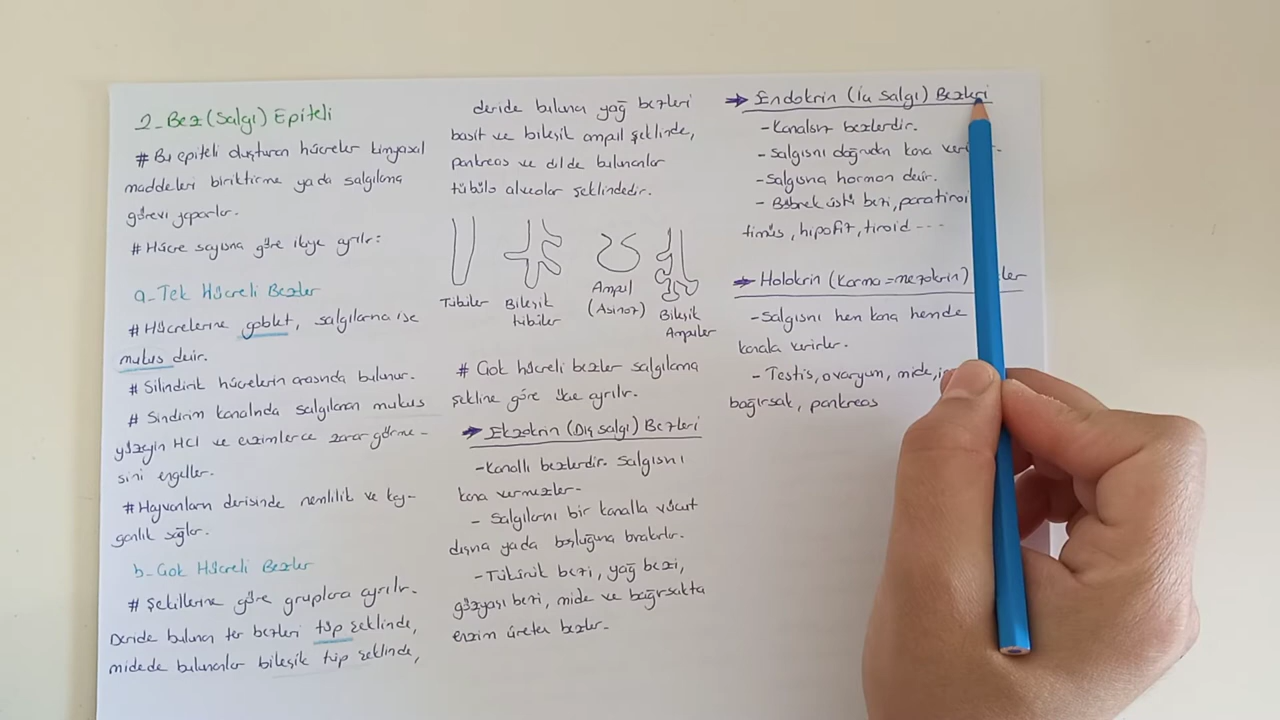 2_Bez (Salgı) Epiteli
# Bu epiteli oluşturan hücreler kimyasal
maddeleri biriktirme ya da salgılama
görevi yaparlar.
# Hücre sayısına göre ikiye ayrılır:
a_Tek Hücreli Bezler
# Hücrelerine goblet, salgılarına ise
mukus denir.
# Silindirik hücrelerin arasında bulunur.
# Sindirim kanalında salgılanan mukus
yüzeyin HCl ve enzimlerce zarar görme-
sini engeller.
# Hayvanların derisinde nemlilik ve kay-
ganlık sağlar.
b_Çok Hücreli Bezler
# Şekillerine göre gruplara ayrılır.
Deride bulunan ter bezleri tüp şeklinde,
midede bulunanlar bileşik tüp şeklinde,
deride bulunan yağ bezleri
basit ve bileşik ampul şeklinde,
pankreas ve dilde bulunanlar
tübülo alveolar şeklindedir.
Tübüler
Bileşik
tübüler
Ampul
(Asinar)
Bileşik
Ampuler
# Çok hücreli bezler salgılama
şekline göre üçe ayrılır.
→ Ekzokrin (Dış Salgı) Bezleri
-Kanallı bezlerdir. Salgısını
kana vermezler.
- Salgılarını bir kanalla vücut
dışına ya da boşluğuna bırakırlar.
-Tükürük bezi, yağ bezi,
gözyaşı bezi, mide ve bağırsakta
enzim üreten bezler.
→ Endokrin (İç Salgı) Bezleri
-Kanalsız bezlerdir.
-Salgısını doğrudan kana
-Salgısına hormon denir.
- Böbrek üstü bezi, paratiroi
timüs, hipofiz, tiroid ---
→ Holokrin (Karma=mezokrin)
-Salgısını hem kana hemde
kanala verirler.
- Testis, ovaryum, mide,
bağırsak, pankreas